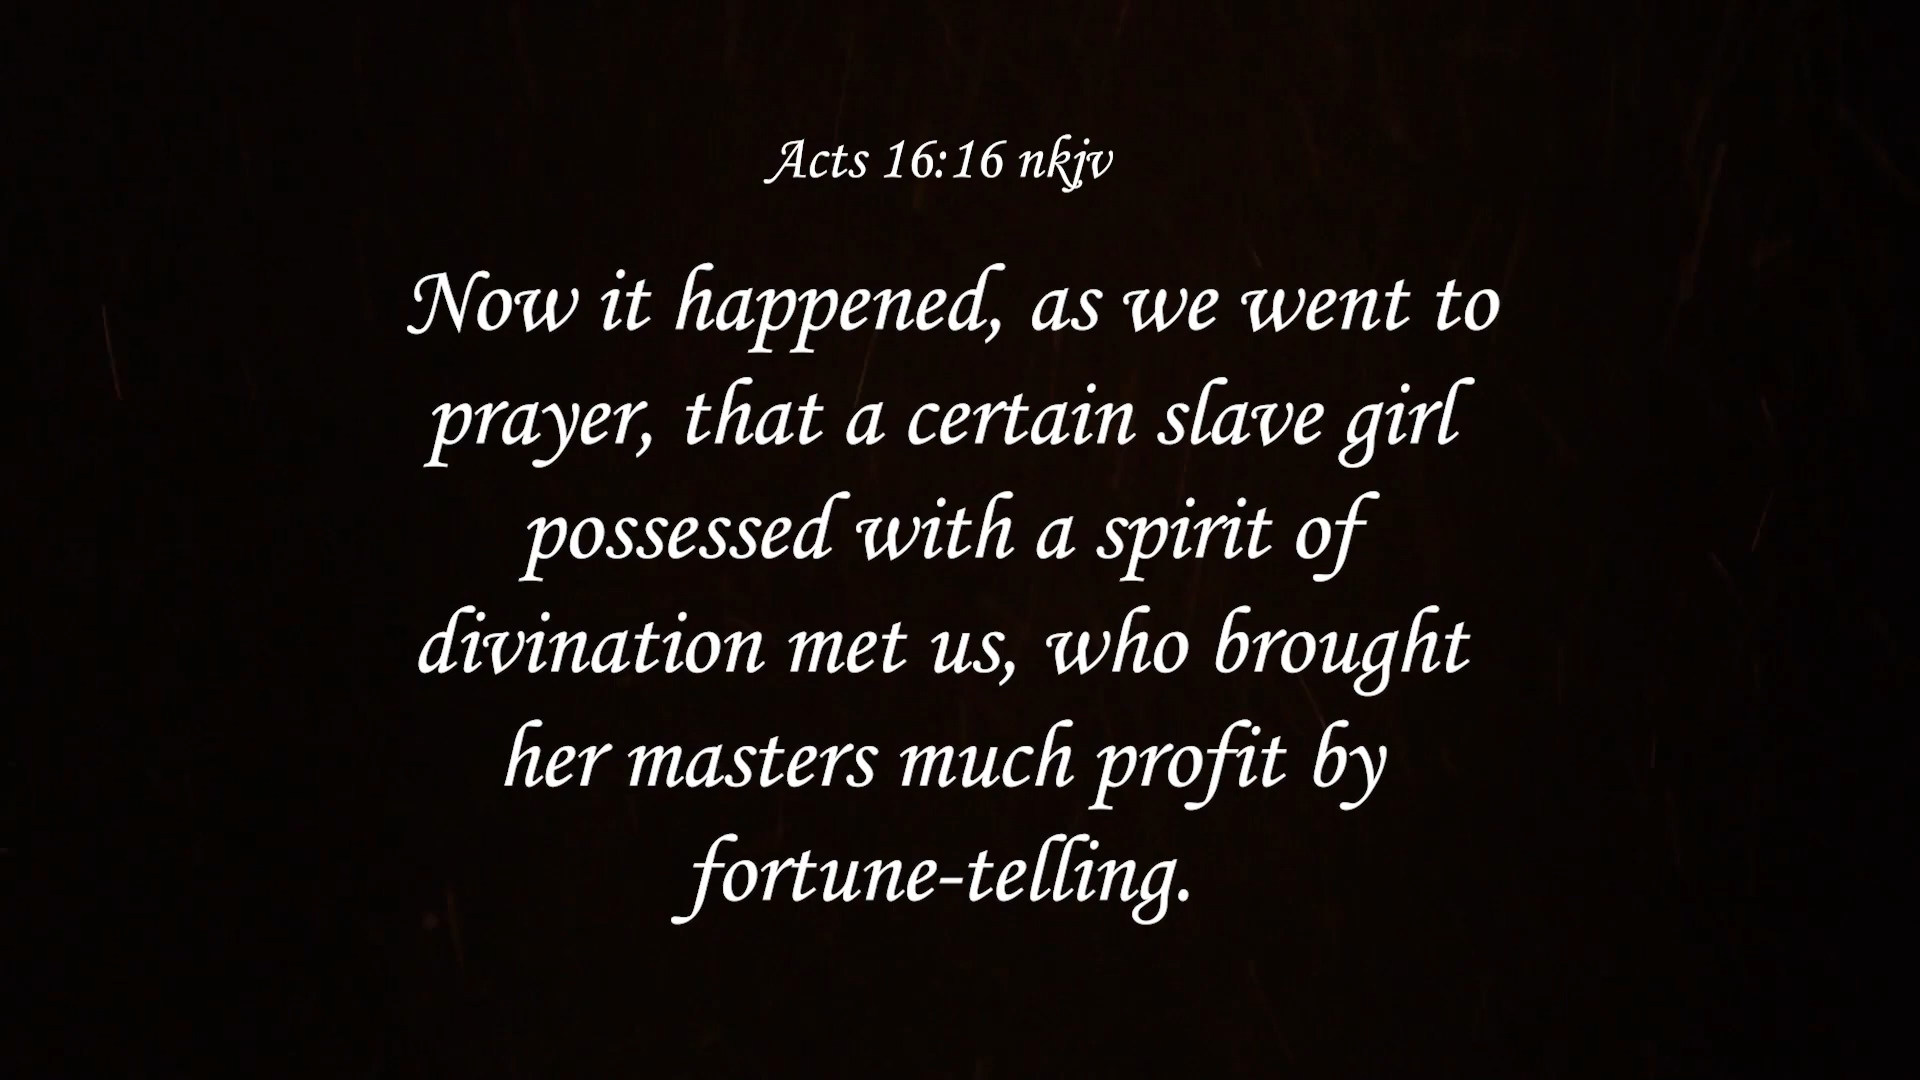 Acts 16:16 nkjv
Now it happened, as we went to
prayer, that a certain slave girl
possessed with a spirit of
divination met us, who brought
her masters much profit by
fortune-telling.